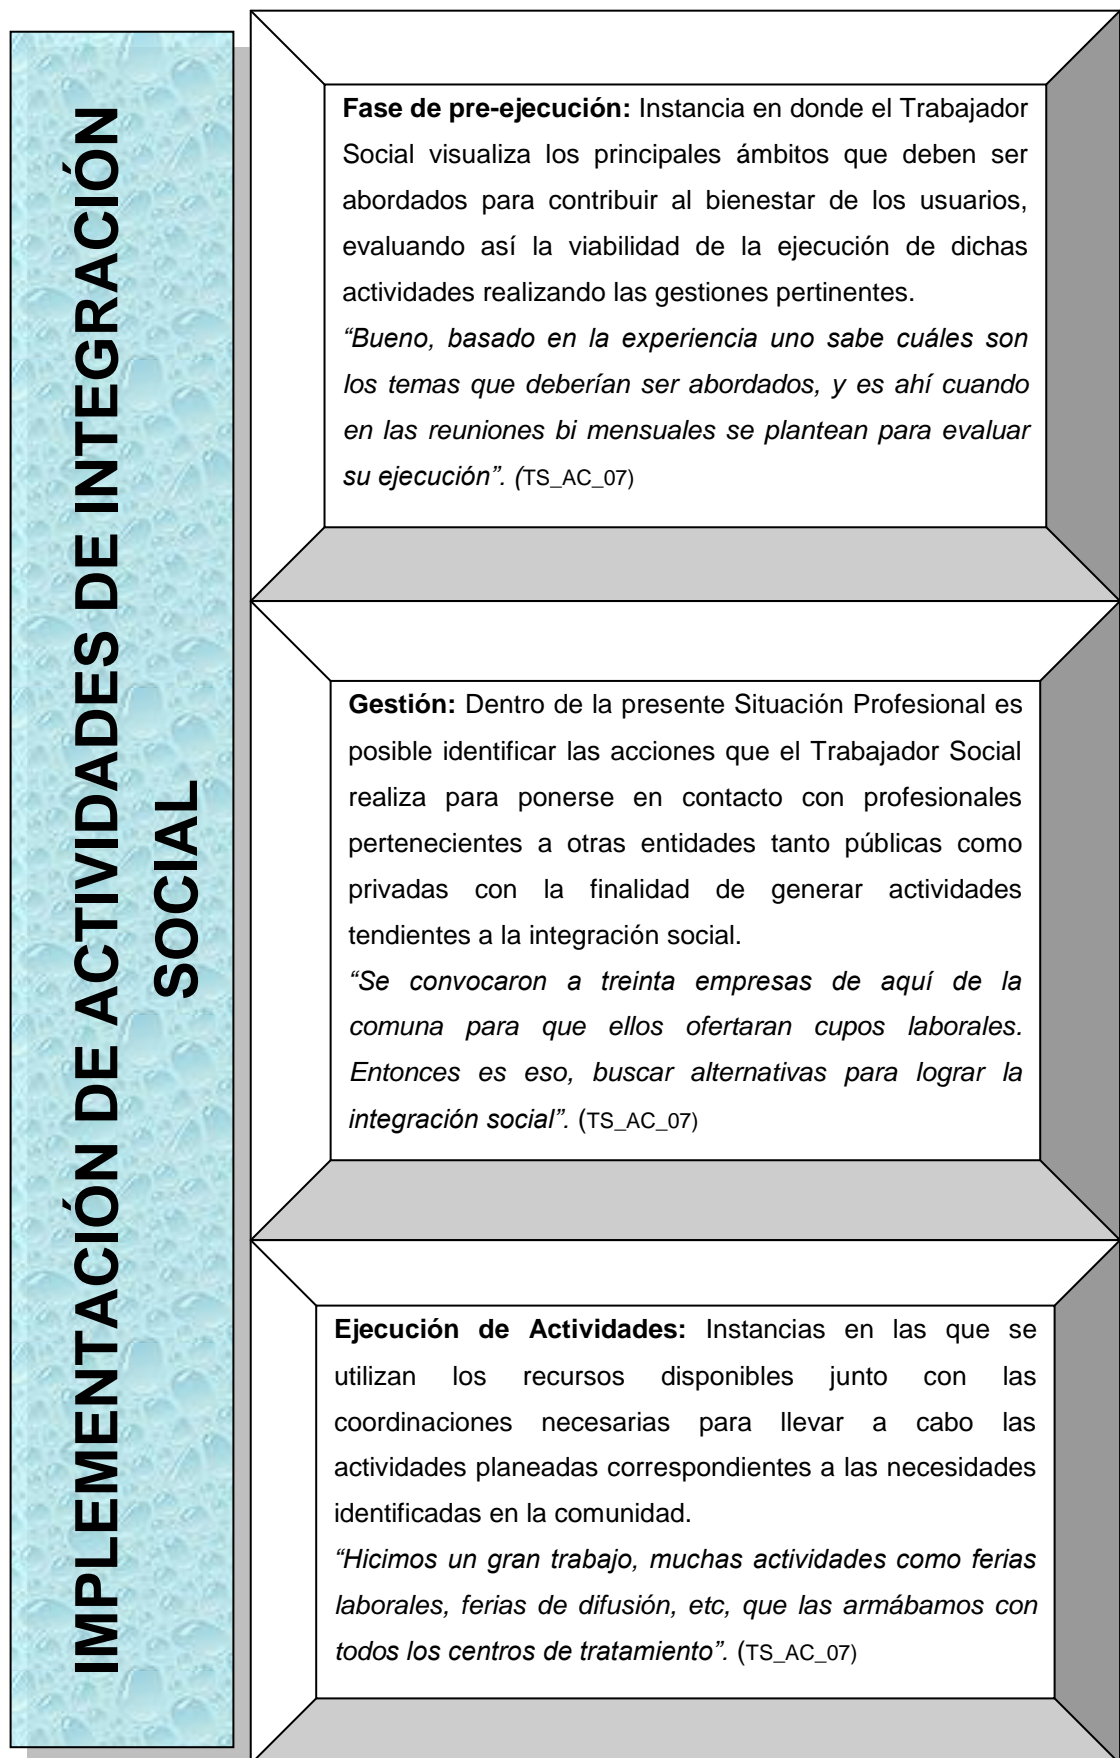 IMPLEMENTACIÓN DE ACTIVIDADES DE INTEGRACIÓN
SOCIAL
Fase de pre-ejecución: Instancia en donde el Trabajador
Social visualiza los principales ámbitos que deben ser
abordados para contribuir al bienestar de los usuarios,
evaluando así la viabilidad de la ejecución de dichas
actividades realizando las gestiones pertinentes.
“Bueno, basado en la experiencia uno sabe cuáles son
los temas que deberían ser abordados, y es ahí cuando
en las reuniones bi mensuales se plantean para evaluar
su ejecución”. (TS_AC_07)
Gestión: Dentro de la presente Situación Profesional es
posible identificar las acciones que el Trabajador Social
realiza para ponerse en contacto con profesionales
pertenecientes a otras entidades tanto públicas como
privadas con la finalidad de generar actividades
tendientes a la integración social.
“Se convocaron a treinta empresas de aquí de la
comuna para que ellos ofertaran cupos laborales.
Entonces es eso, buscar alternativas para lograr la
integración social”. (TS_AC_07)
Ejecución de Actividades: Instancias en las que se
utilizan los recursos disponibles junto con las
coordinaciones necesarias para llevar a cabo las
actividades planeadas correspondientes a las necesidades
identificadas en la comunidad.
“Hicimos un gran trabajo, muchas actividades como ferias
laborales, ferias de difusión, etc, que las armábamos con
todos los centros de tratamiento”. (TS_AC_07)